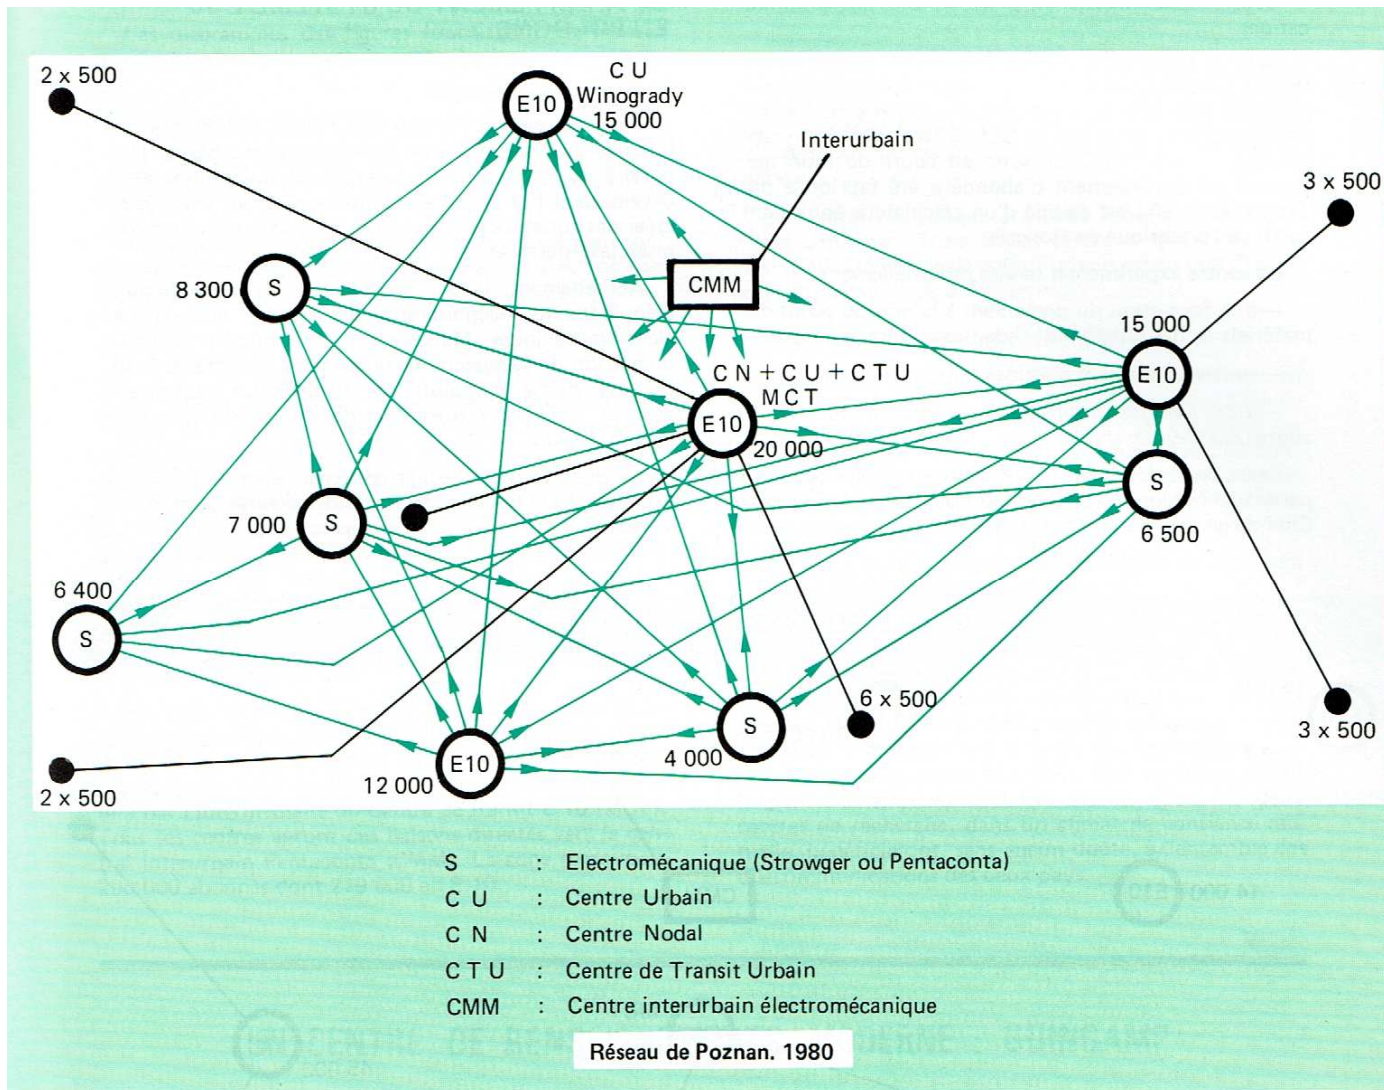 2 x 500
C U
Winogrady
15 000
E10
Interurbain
3 x 500
8 300
S
CMM
15 000
E10
C N + C U + C T U
M C T
E10
20 000
S
6 500
7 000
S
6 400
S
6 x 500
S
4 000
3 x 500
E10
12 000
2 x 500
S : Electromécanique (Strowger ou Pentaconta)
C U : Centre Urbain
C N : Centre Nodal
C T U : Centre de Transit Urbain
CMM : Centre interurbain électromécanique
Réseau de Poznan. 1980